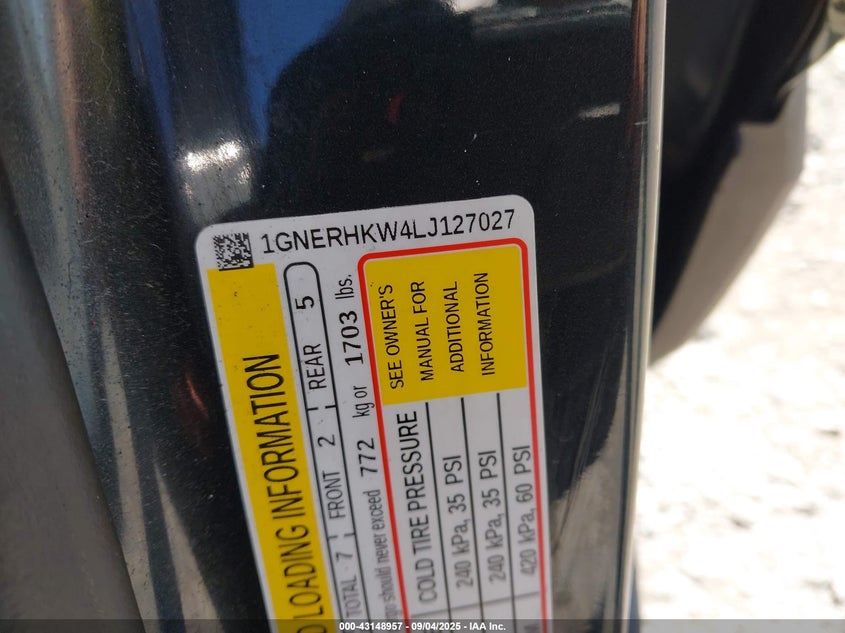 1GNERHKW4LJ127027
LOADING INFORMATION
TOTAL 7 FRONT 2 REAR 5
should never exceed 772 kg or 1703 lbs.
COLD TIRE PRESSURE
240 kPa, 35 PSI
240 kPa, 35 PSI
420 kPa, 60 PSI
SEE OWNER'S
MANUAL FOR
ADDITIONAL
INFORMATION
000-43148957 - 09/04/2025 - IAA Inc.